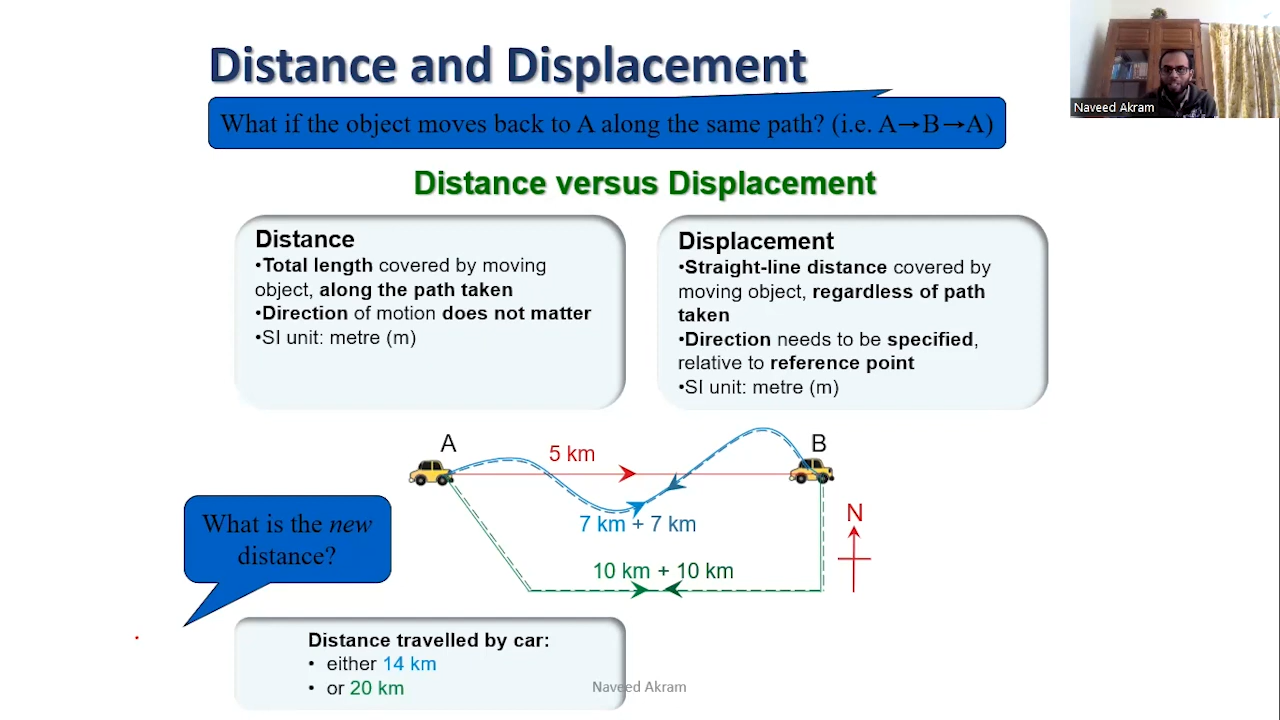 Distance and Displacement
Naveed Akram
What if the object moves back to A along the same path? (i.e. A→B→A)
Distance versus Displacement
Distance
•Total length covered by moving
object, along the path taken
•Direction of motion does not matter
•SI unit: metre (m)
Displacement
•Straight-line distance covered by
moving object, regardless of path
taken
•Direction needs to be specified,
relative to reference point
•SI unit: metre (m)
A
5 km
B
7 km + 7 km
N
10 km + 10 km
What is the new
distance?
Distance travelled by car:
• either 14 km
• or 20 km
Naveed Akram